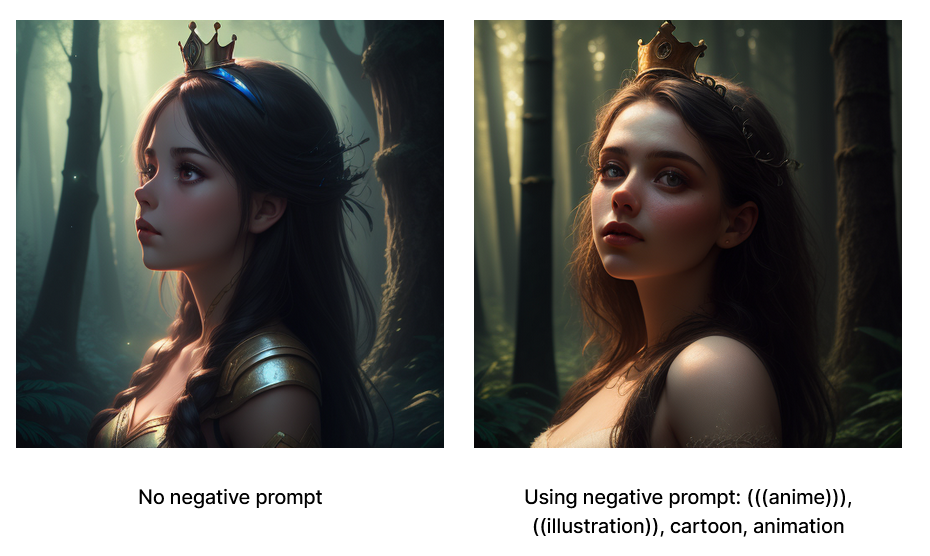 No negative prompt
Using negative prompt: (((anime))),
((illustration)), cartoon, animation